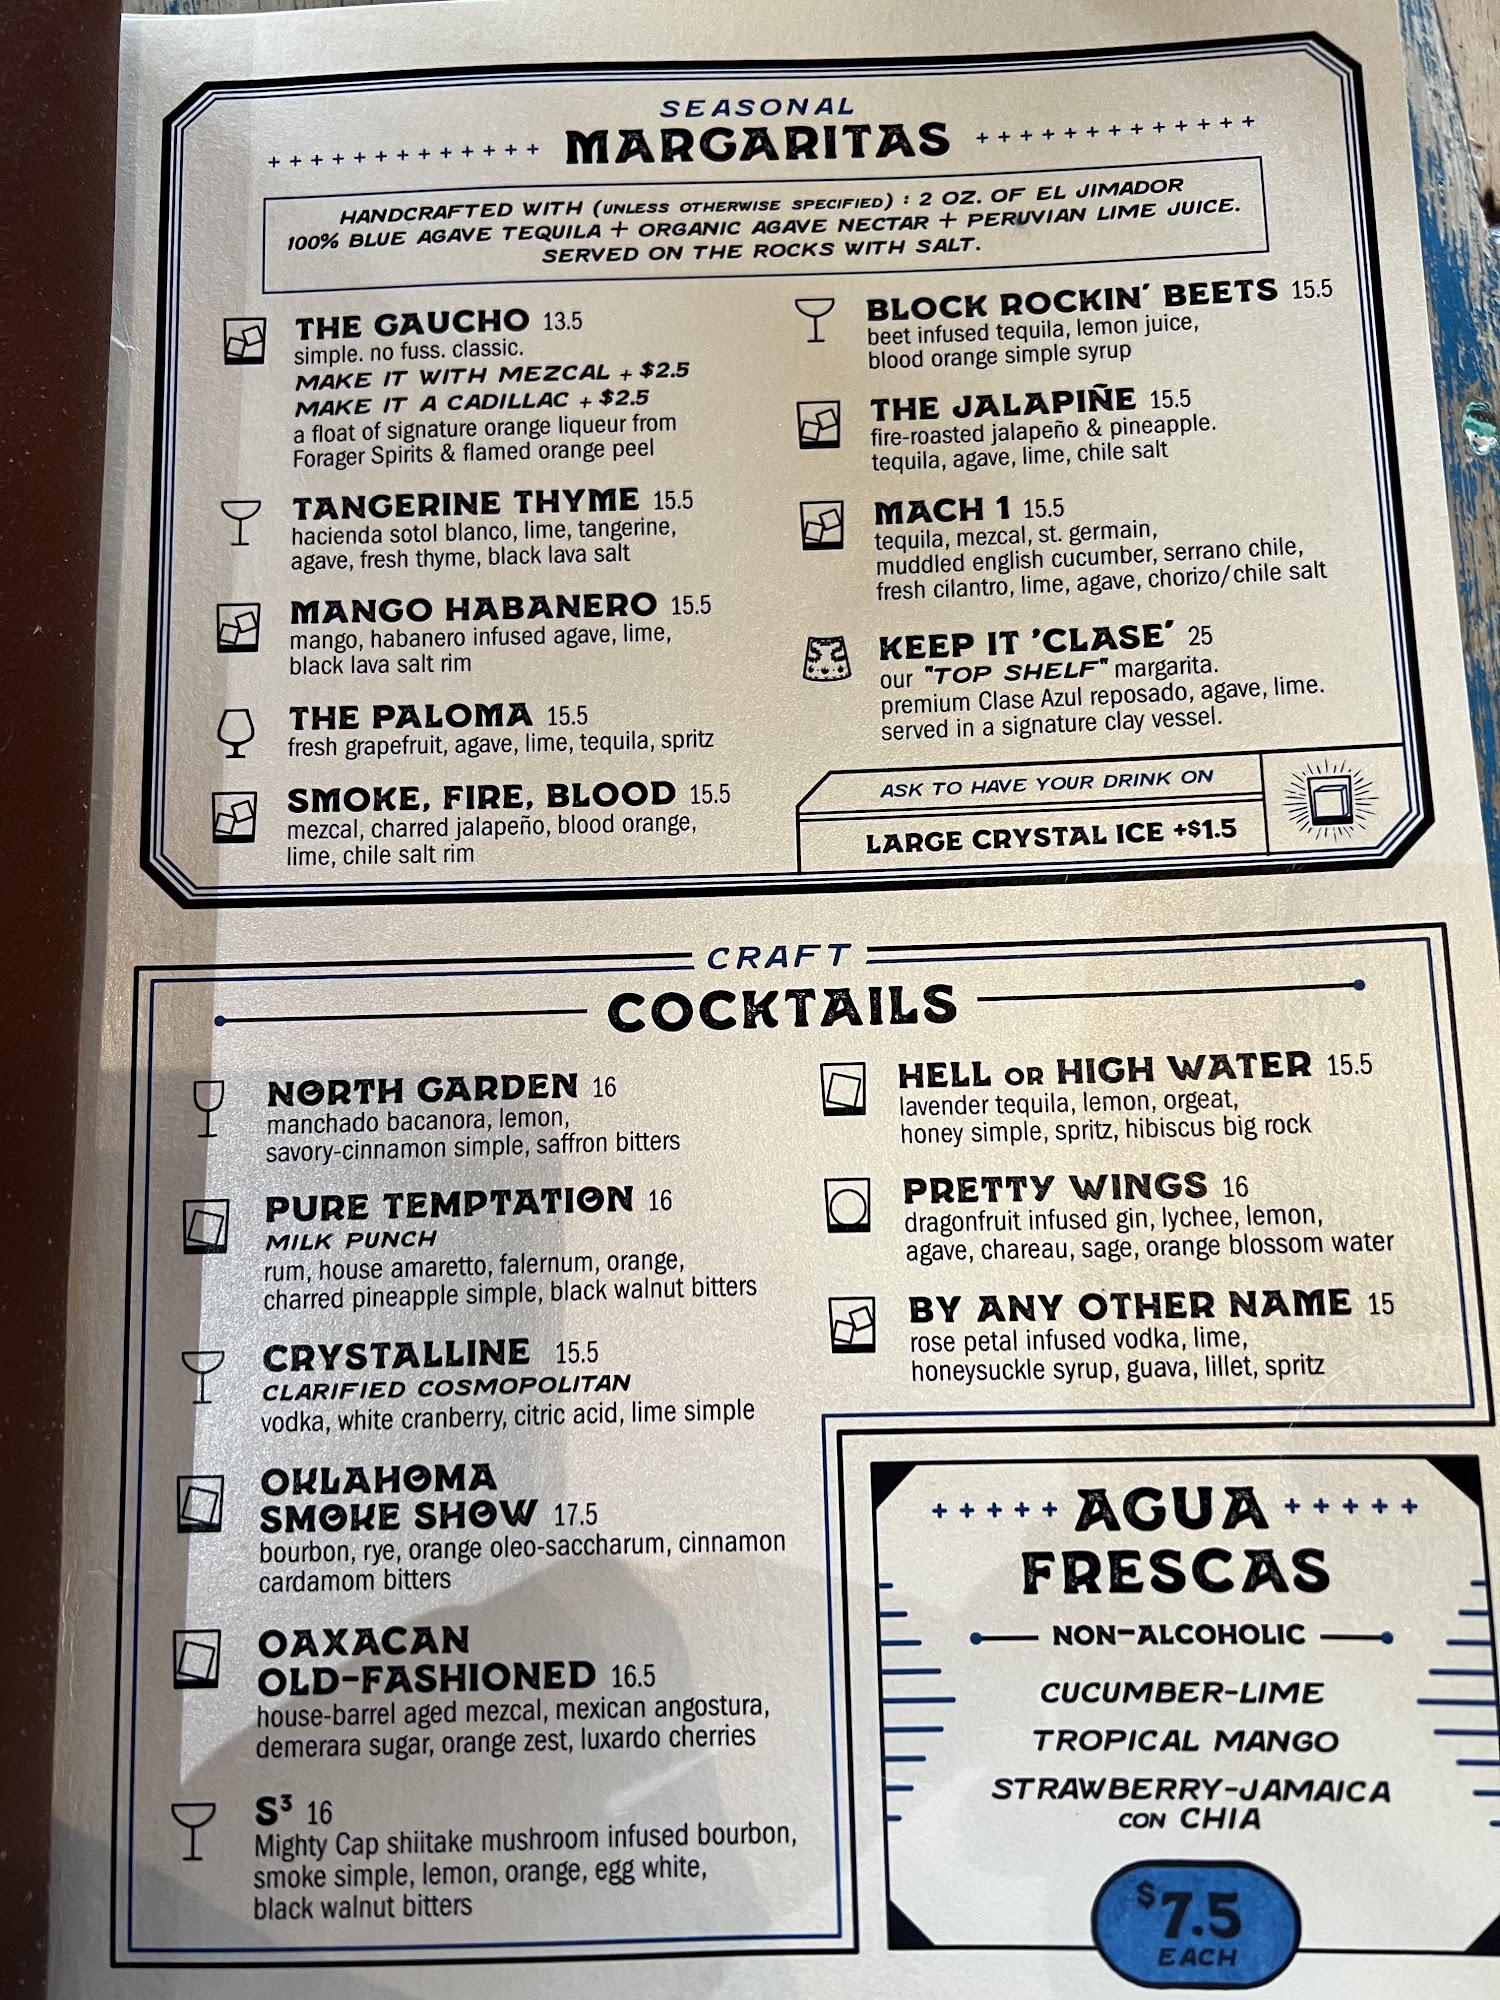 SEASONAL
+++++++++++++ MARGARITAS +++++++++++++
HANDCRAFTED WITH (UNLESS OTHERWISE SPECIFIED) : 2 OZ. OF EL JIMADOR
100% BLUE AGAVE TEQUILA + ORGANIC AGAVE NECTAR + PERUVIAN LIME JUICE.
SERVED ON THE ROCKS WITH SALT.
THE GAUCHO 13.5
simple. no fuss. classic.
MAKE IT WITH MEZCAL + $2.5
MAKE IT A CADILLAC + $2.5
a float of signature orange liqueur from
Forager Spirits & flamed orange peel
TANGERINE THYME 15.5
hacienda sotol blanco, lime, tangerine,
agave, fresh thyme, black lava salt
MANGO HABANERO 15.5
mango, habanero infused agave, lime,
black lava salt rim
THE PALOMA 15.5
fresh grapefruit, agave, lime, tequila, spritz
SMOKE, FIRE, BLOOD 15.5
mezcal, charred jalapeño, blood orange,
lime, chile salt rim
BLOCK ROCKIN' BEETS 15.5
beet infused tequila, lemon juice,
blood orange simple syrup
THE JALAPIÑE 15.5
fire-roasted jalapeño & pineapple.
tequila, agave, lime, chile salt
MACH 1 15.5
tequila, mezcal, st. germain,
muddled english cucumber, serrano chile,
fresh cilantro, lime, agave, chorizo/chile salt
KEEP IT 'CLASE' 25
our "TOP SHELF" margarita.
premium Clase Azul reposado, agave, lime.
served in a signature clay vessel.
ASK TO HAVE YOUR DRINK ON
LARGE CRYSTAL ICE +$1.5
CRAFT
COCKTAILS
NORTH GARDEN 16
manchado bacanora, lemon,
savory-cinnamon simple, saffron bitters
PURE TEMPTATION 16
MILK PUNCH
rum, house amaretto, falernum, orange,
charred pineapple simple, black walnut bitters
CRYSTALLINE 15.5
CLARIFIED COSMOPOLITAN
vodka, white cranberry, citric acid, lime simple
OKLAHOMA
SMOKE SHOW 17.5
bourbon, rye, orange oleo-saccharum, cinnamon
cardamom bitters
OAXACAN
OLD-FASHIONED 16.5
house-barrel aged mezcal, mexican angostura,
demerara sugar, orange zest, luxardo cherries
S³ 16
Mighty Cap shiitake mushroom infused bourbon,
smoke simple, lemon, orange, egg white,
black walnut bitters
HELL OR HIGH WATER 15.5
lavender tequila, lemon, orgeat,
honey simple, spritz, hibiscus big rock
PRETTY WINGS 16
dragonfruit infused gin, lychee, lemon,
agave, chareau, sage, orange blossom water
BY ANY OTHER NAME 15
rose petal infused vodka, lime,
honeysuckle syrup, guava, lillet, spritz
+++++ AGUA +++++
FRESCAS
NON-ALCOHOLIC
CUCUMBER-LIME
TROPICAL MANGO
STRAWBERRY-JAMAICA
CON CHIA
$7.5
EACH